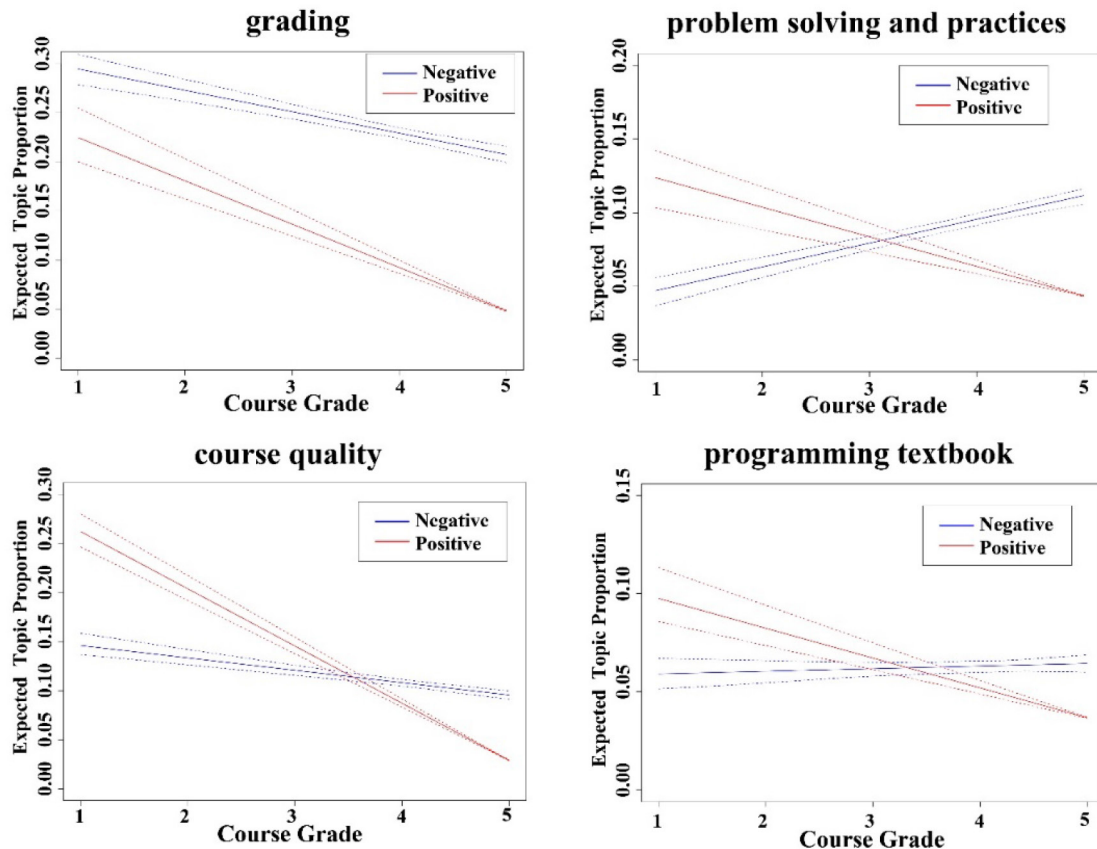 grading
Expected Topic Proportion
0.30
0.25
0.20
0.15
0.10
0.05
0.00
Negative
Positive
1 2 3 4 5
Course Grade
problem solving and practices
Expected Topic Proportion
0.20
0.15
0.10
0.05
0.00
Negative
Positive
1 2 3 4 5
Course Grade
course quality
Expected Topic Proportion
0.30
0.25
0.20
0.15
0.10
0.05
0.00
Negative
Positive
1 2 3 4 5
Course Grade
programming textbook
Expected Topic Proportion
0.15
0.10
0.05
0.00
Negative
Positive
1 2 3 4 5
Course Grade